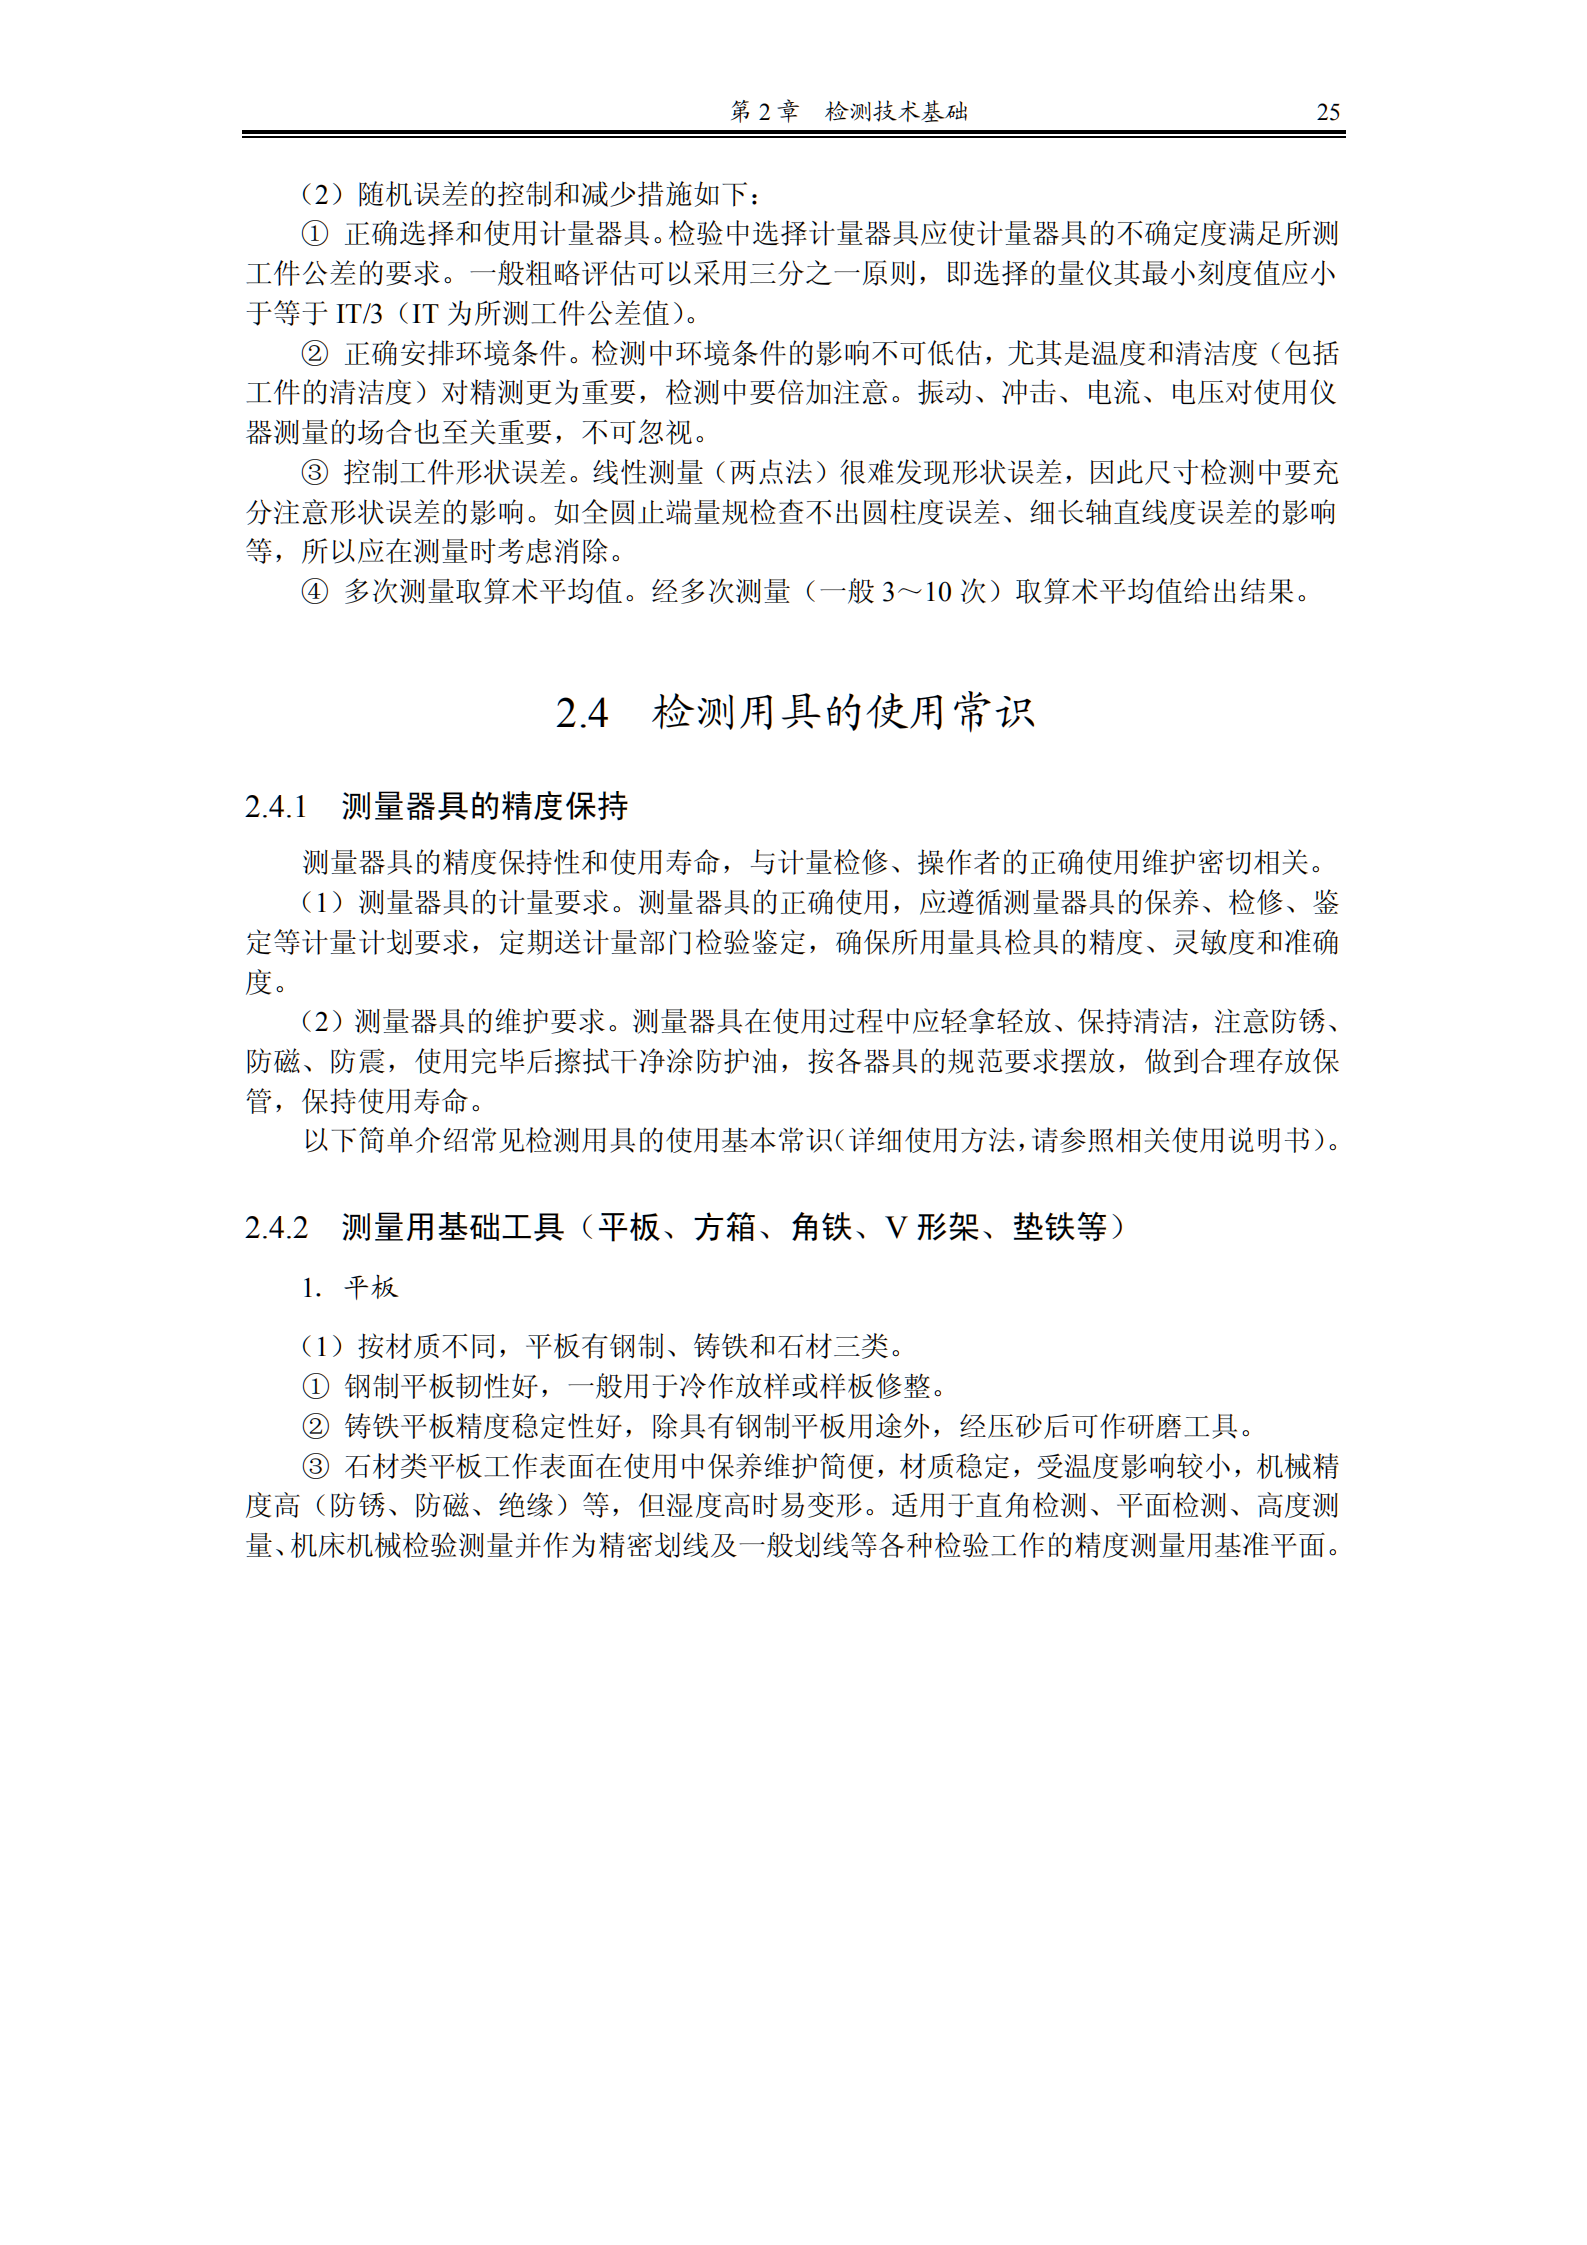 第 2 章　检测技术基础　25
（2）随机误差的控制和减少措施如下：
① 正确选择和使用计量器具。检验中选择计量器具应使计量器具的不确定度满足所测
工件公差的要求。一般粗略评估可以采用三分之一原则，即选择的量仪其最小刻度值应小
于等于 IT/3（IT 为所测工件公差值）。
② 正确安排环境条件。检测中环境条件的影响不可低估，尤其是温度和清洁度（包括
工件的清洁度）对精测更为重要，检测中要倍加注意。振动、冲击、电流、电压对使用仪
器测量的场合也至关重要，不可忽视。
③ 控制工件形状误差。线性测量（两点法）很难发现形状误差，因此尺寸检测中要充
分注意形状误差的影响。如全圆止端量规检查不出圆柱度误差、细长轴直线度误差的影响
等，所以应在测量时考虑消除。
④ 多次测量取算术平均值。经多次测量（一般 3～10 次）取算术平均值给出结果。
2.4　检测用具的使用常识
2.4.1　测量器具的精度保持
测量器具的精度保持性和使用寿命，与计量检修、操作者的正确使用维护密切相关。
（1）测量器具的计量要求。测量器具的正确使用，应遵循测量器具的保养、检修、鉴
定等计量计划要求，定期送计量部门检验鉴定，确保所用量具检具的精度、灵敏度和准确
度。
（2）测量器具的维护要求。测量器具在使用过程中应轻拿轻放、保持清洁，注意防锈、
防磁、防震，使用完毕后擦拭干净涂防护油，按各器具的规范要求摆放，做到合理存放保
管，保持使用寿命。
以下简单介绍常见检测用具的使用基本常识（详细使用方法，请参照相关使用说明书）。
2.4.2　测量用基础工具（平板、方箱、角铁、V 形架、垫铁等）
1．平板
（1）按材质不同，平板有钢制、铸铁和石材三类。
① 钢制平板韧性好，一般用于冷作放样或样板修整。
② 铸铁平板精度稳定性好，除具有钢制平板用途外，经压砂后可作研磨工具。
③ 石材类平板工作表面在使用中保养维护简便，材质稳定，受温度影响较小，机械精
度高（防锈、防磁、绝缘）等，但湿度高时易变形。适用于直角检测、平面检测、高度测
量、机床机械检验测量并作为精密划线及一般划线等各种检验工作的精度测量用基准平面。